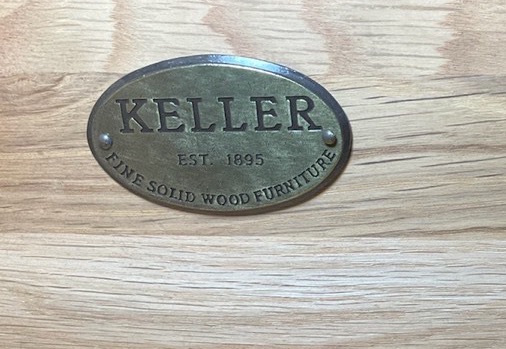 KELLER
EST. 1895
FINE SOLID WOOD FURNITURE